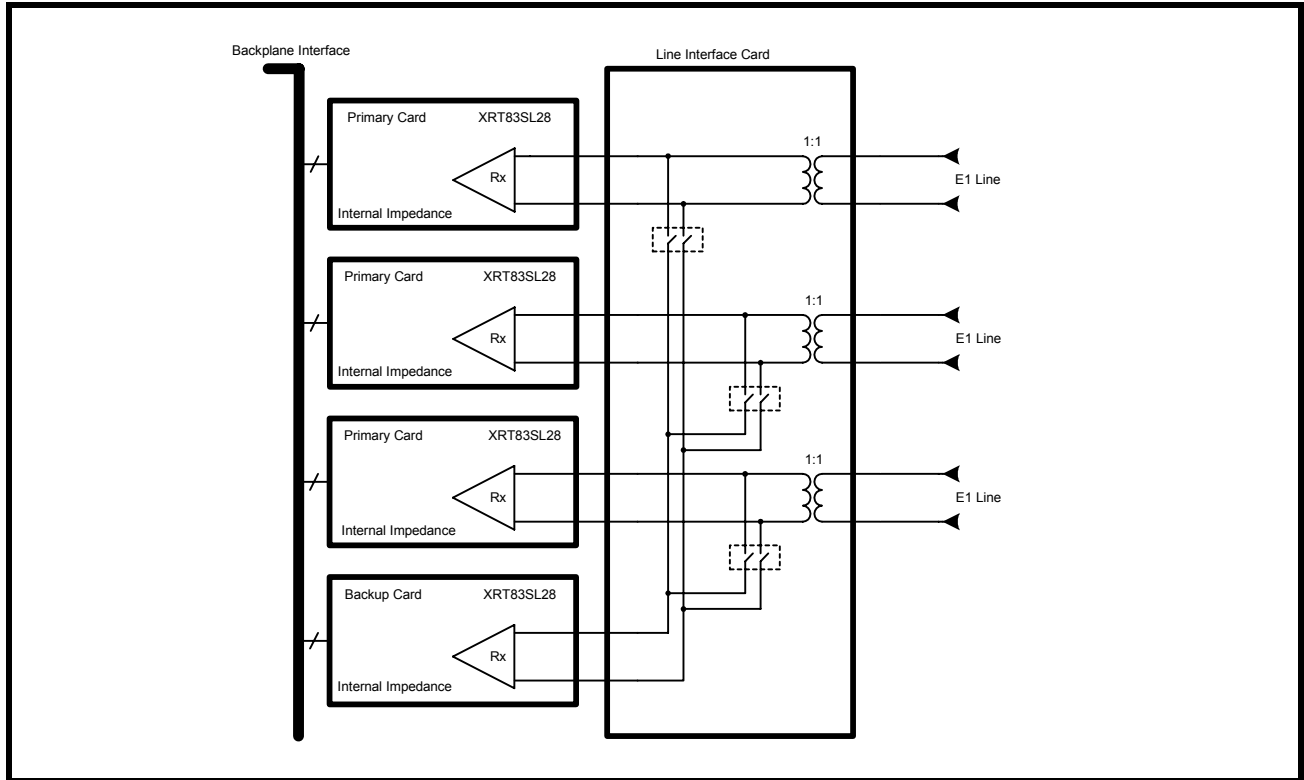 Backplane Interface
Line Interface Card
Primary Card XRT83SL28
Rx
Internal Impedance
1:1
E1 Line
Primary Card XRT83SL28
Rx
Internal Impedance
1:1
E1 Line
Primary Card XRT83SL28
Rx
Internal Impedance
1:1
E1 Line
Backup Card XRT83SL28
Rx
Internal Impedance